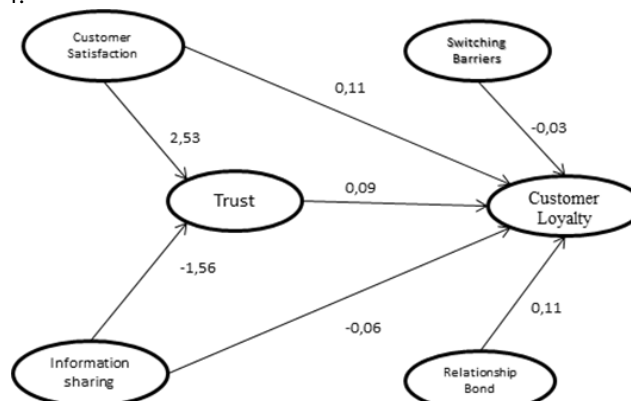 Customer
Satisfaction
Switching
Barriers
0,11
-0,03
2,53
Trust
0,09
Customer
Loyalty
-1,56
-0,06
0,11
Information
sharing
Relationship
Bond